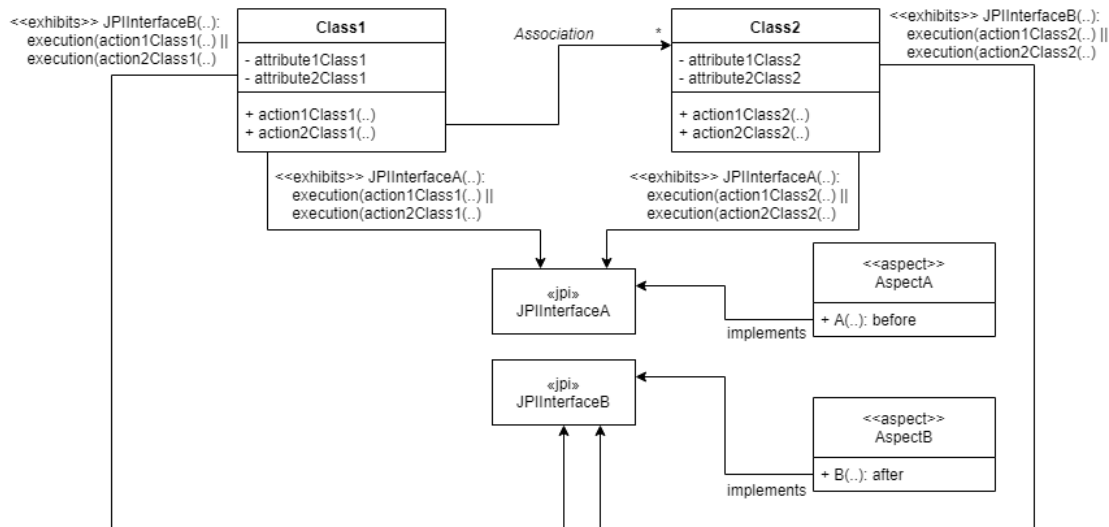 <<exhibits>> JPIInterfaceB(..):
execution(action1Class1(..) ||
execution(action2Class1(..)
Class1
- attribute1Class1
- attribute2Class1
+ action1Class1(..)
+ action2Class1(..)
Association
*
Class2
- attribute1Class2
- attribute2Class2
+ action1Class2(..)
+ action2Class2(..)
<<exhibits>> JPIInterfaceB(..):
execution(action1Class2(..) ||
execution(action2Class2(..)
<<exhibits>> JPIInterfaceA(..):
execution(action1Class1(..) ||
execution(action2Class1(..)
<<exhibits>> JPIInterfaceA(..):
execution(action1Class2(..) ||
execution(action2Class2(..)
«jpi»
JPIInterfaceA
<<aspect>>
AspectA
+ A(..): before
implements
«jpi»
JPIInterfaceB
<<aspect>>
AspectB
+ B(..): after
implements